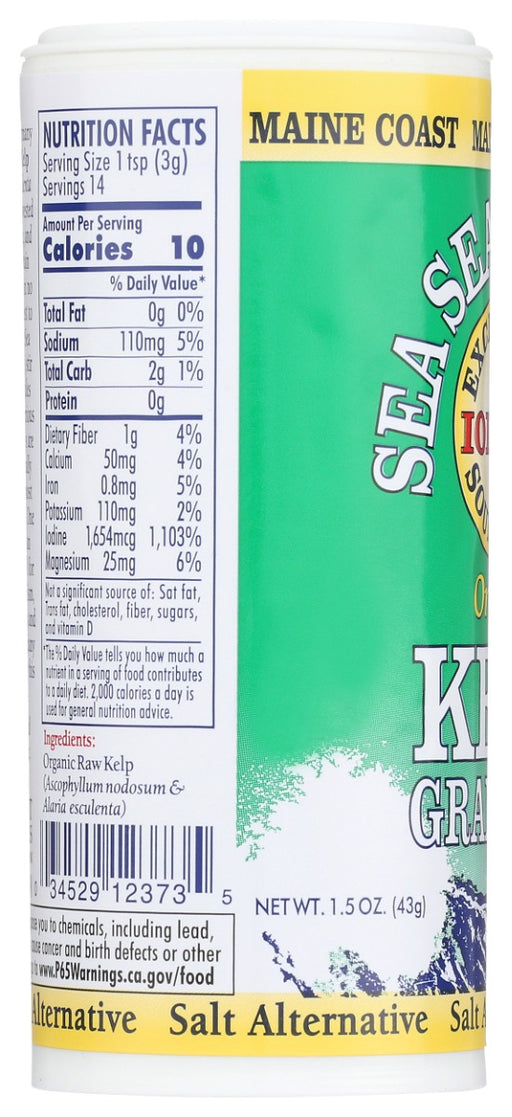 NUTRITION FACTS
Serving Size 1 tsp (3g)
Servings 14
Amount Per Serving
Calories 10
% Daily Value*
Total Fat 0g 0%
Sodium 110mg 5%
Total Carb 2g 1%
Protein 0g
Dietary Fiber 1g 4%
Calcium 50mg 4%
Iron 0.8mg 5%
Potassium 110mg 2%
Iodine 1,654mcg 1,103%
Magnesium 25mg 6%
Not a significant source of: Sat fat,
Trans fat, cholesterol, fiber, sugars,
and vitamin D
*The % Daily Value tells you how much a
nutrient in a serving of food contributes
to a daily diet. 2,000 calories a day is
used for general nutrition advice.
Ingredients:
Organic Raw Kelp
(Ascophyllum nodosum &
Alaria esculenta)
0 34529 12373 5
you to chemicals, including lead,
cancer and birth defects or other
www.P65Warnings.ca.gov/food
MAINE COAST
SEA
NET WT. 1.5 OZ. (43g)
Alternative Salt Alternative Salt